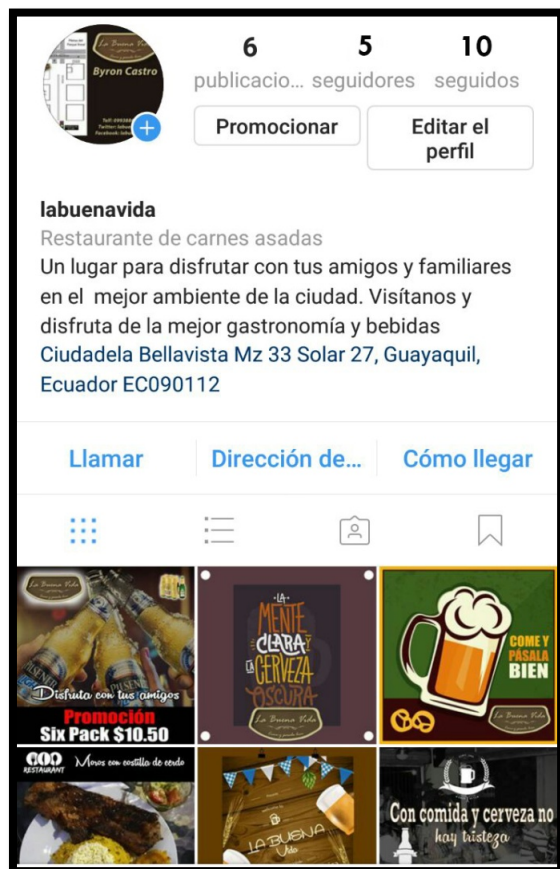 La Buena Vida
Byron Castro
6 5 10
publicacio... seguidores seguidos
Promocionar
Editar el
perfil
labuenavida
Restaurante de carnes asadas
Un lugar para disfrutar con tus amigos y familiares
en el mejor ambiente de la ciudad. Visítanos y
disfruta de la mejor gastronomía y bebidas
Ciudadela Bellavista Mz 33 Solar 27, Guayaquil,
Ecuador EC090112
Llamar Dirección de... Cómo llegar
La Buena Vida
PILSENER
PILSENER
Disfruta con tus amigos
Promoción
Six Pack $10.50
·LA·
MENTE
CLARA Y
LA CERVEZA
OSCURA
La Buena Vida
COME Y
PÁSALA
BIEN
La Buena Vida
FOOD
RESTAURANT
Moros con costilla de cerdo
LA BUENA
Vida
Con comida y cerveza no
hay tristeza